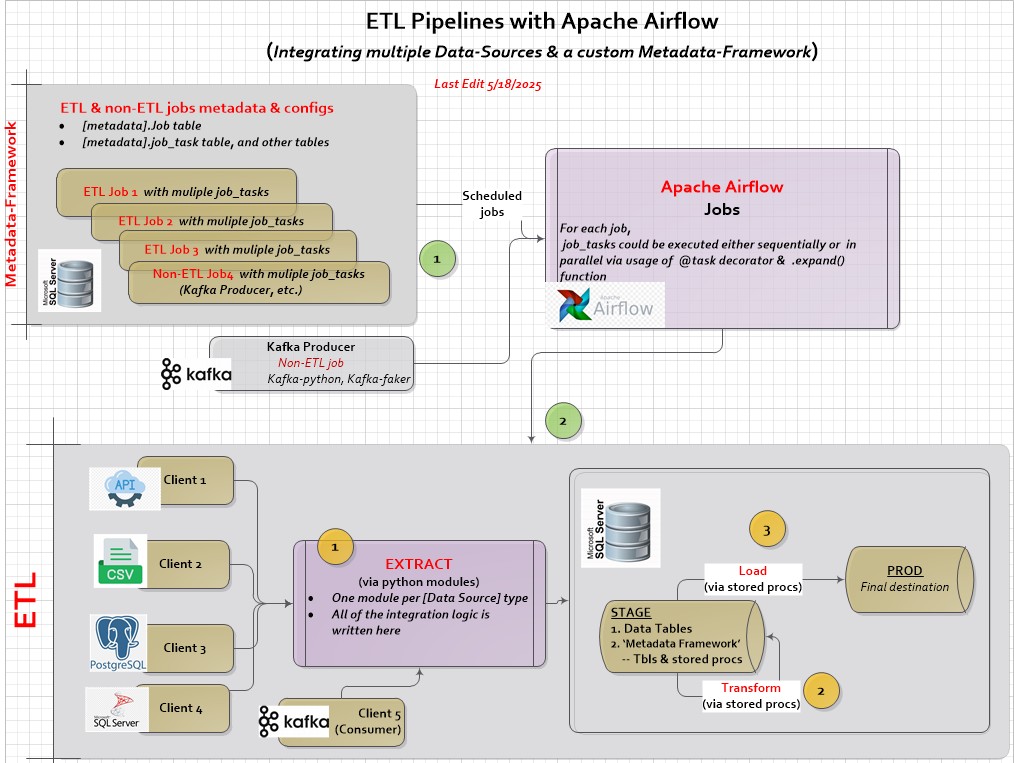 ETL Pipelines with Apache Airflow
(Integrating multiple Data-Sources & a custom Metadata-Framework)
Last Edit 5/18/2025
Metadata-Framework
ETL & non-ETL jobs metadata & configs
• [metadata].Job table
• [metadata].job_task table, and other tables
ETL Job 1 with muliple job_tasks
ETL Job 2 with muliple job_tasks
ETL Job 3 with muliple job_tasks
Non-ETL Job4 with muliple job_tasks
(Kafka Producer, etc.)
Microsoft
SQL Server
1
Scheduled
jobs
Apache Airflow
Jobs
For each job,
job_tasks could be executed either sequentially or in
parallel via usage of @task decorator & .expand()
function
Apache
Airflow
Kafka Producer
Non-ETL job
Kafka-python, Kafka-faker
kafka
2
ETL
API
Client 1
CSV
Client 2
PostgreSQL
Client 3
Microsoft
SQL Server
Client 4
kafka
Client 5
(Consumer)
1
EXTRACT
(via python modules)
• One module per [Data Source] type
• All of the integration logic is
written here
Microsoft
SQL Server
3
Load
(via stored procs)
PROD
Final destination
STAGE
1. Data Tables
2. ‘Metadata Framework’
-- Tbls & stored procs
Transform
(via stored procs)
2